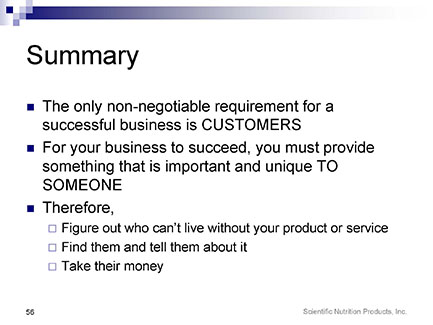 Summary
The only non-negotiable requirement for a
successful business is CUSTOMERS
For your business to succeed, you must provide
something that is important and unique TO
SOMEONE
Therefore,
Figure out who can't live without your product or service
Find them and tell them about it
Take their money
56
Scientific Nutrition Products, Inc.